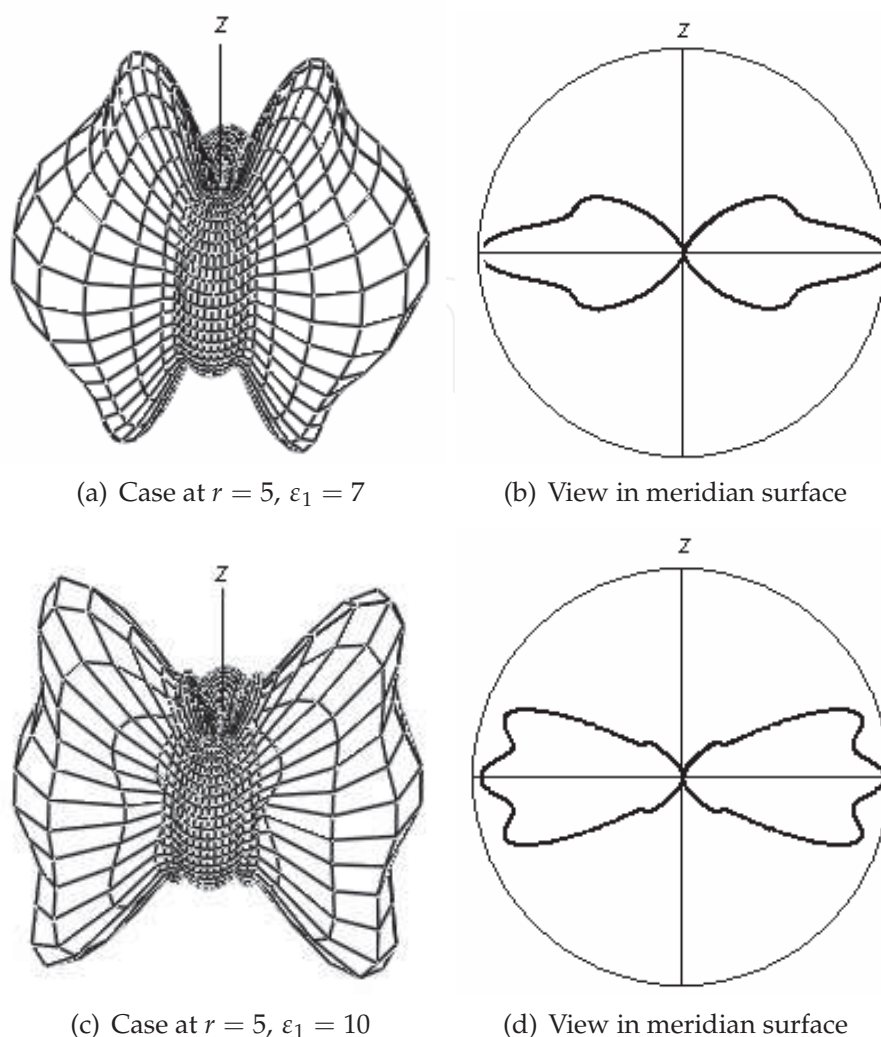 Z
Z
(a) Case at r = 5, ε₁ = 7
(b) View in meridian surface
Z
Z
(c) Case at r = 5, ε₁ = 10
(d) View in meridian surface